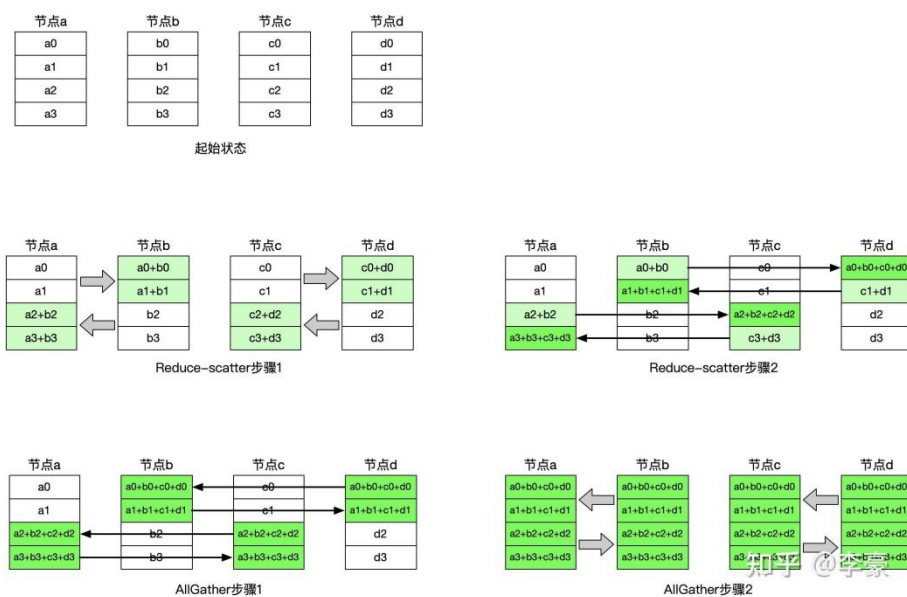 节点a 节点b 节点c 节点d
a0 b0 c0 d0
a1 b1 c1 d1
a2 b2 c2 d2
a3 b3 c3 d3
起始状态
节点a 节点b 节点c 节点d
a0 a0+b0 c0 c0+d0
a1 a1+b1 c1 c1+d1
a2+b2 b2 c2+d2 d2
a3+b3 b3 c3+d3 d3
Reduce-scatter步骤1
节点a 节点b 节点c 节点d
a0 a0+b0 c0 a0+b0+c0+d0
a1 a1+b1+c1+d1 c1 c1+d1
a2+b2 b2 a2+b2+c2+d2 d2
a3+b3+c3+d3 b3 c3+d3 d3
Reduce-scatter步骤2
节点a 节点b 节点c 节点d
a0 a0+b0+c0+d0 c0 a0+b0+c0+d0
a1 a1+b1+c1+d1 c1 a1+b1+c1+d1
a2+b2+c2+d2 b2 a2+b2+c2+d2 d2
a3+b3+c3+d3 b3 a3+b3+c3+d3 d3
AllGather步骤1
节点a 节点b 节点c 节点d
a0+b0+c0+d0 a0+b0+c0+d0 a0+b0+c0+d0 a0+b0+c0+d0
a1+b1+c1+d1 a1+b1+c1+d1 a1+b1+c1+d1 a1+b1+c1+d1
a2+b2+c2+d2 a2+b2+c2+d2 a2+b2+c2+d2 a2+b2+c2+d2
a3+b3+c3+d3 a3+b3+c3+d3 a3+b3+c3+d3 a3+b3+c3+d3
AllGather步骤2
知乎 @李豪